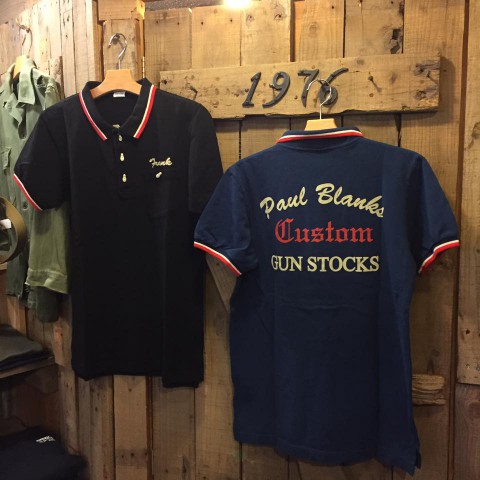 1976
Frank
Paul Blanks
Custom
GUN STOCKS